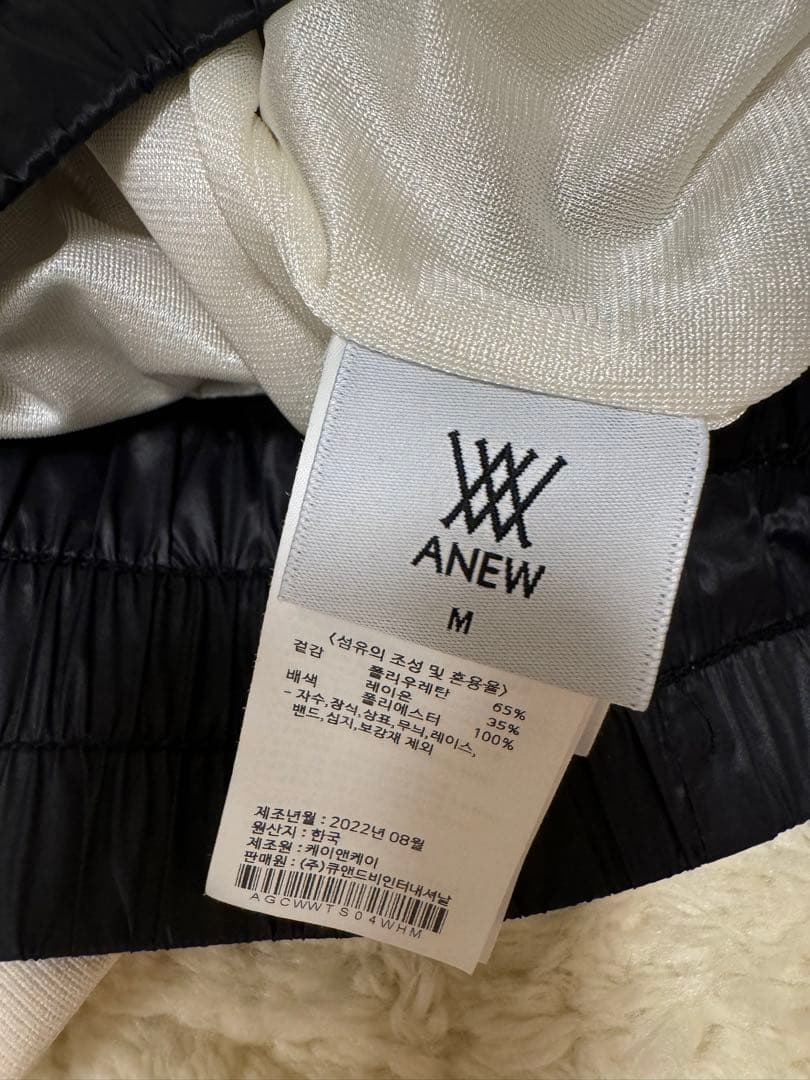 ANEW
M
〈섬유의 조성 및 혼용율〉
겉감 폴리우레탄 65%
레이온 35%
배색 폴리에스터 100%
- 자수,장식,상표,무늬,레이스,
밴드,심지,보강재 제외
제조년월 : 2022년 08월
원산지 : 한국
제조원 : 케이앤케이
판매원 : (주)큐앤드비인터내셔날
AGCWWTS04WHM